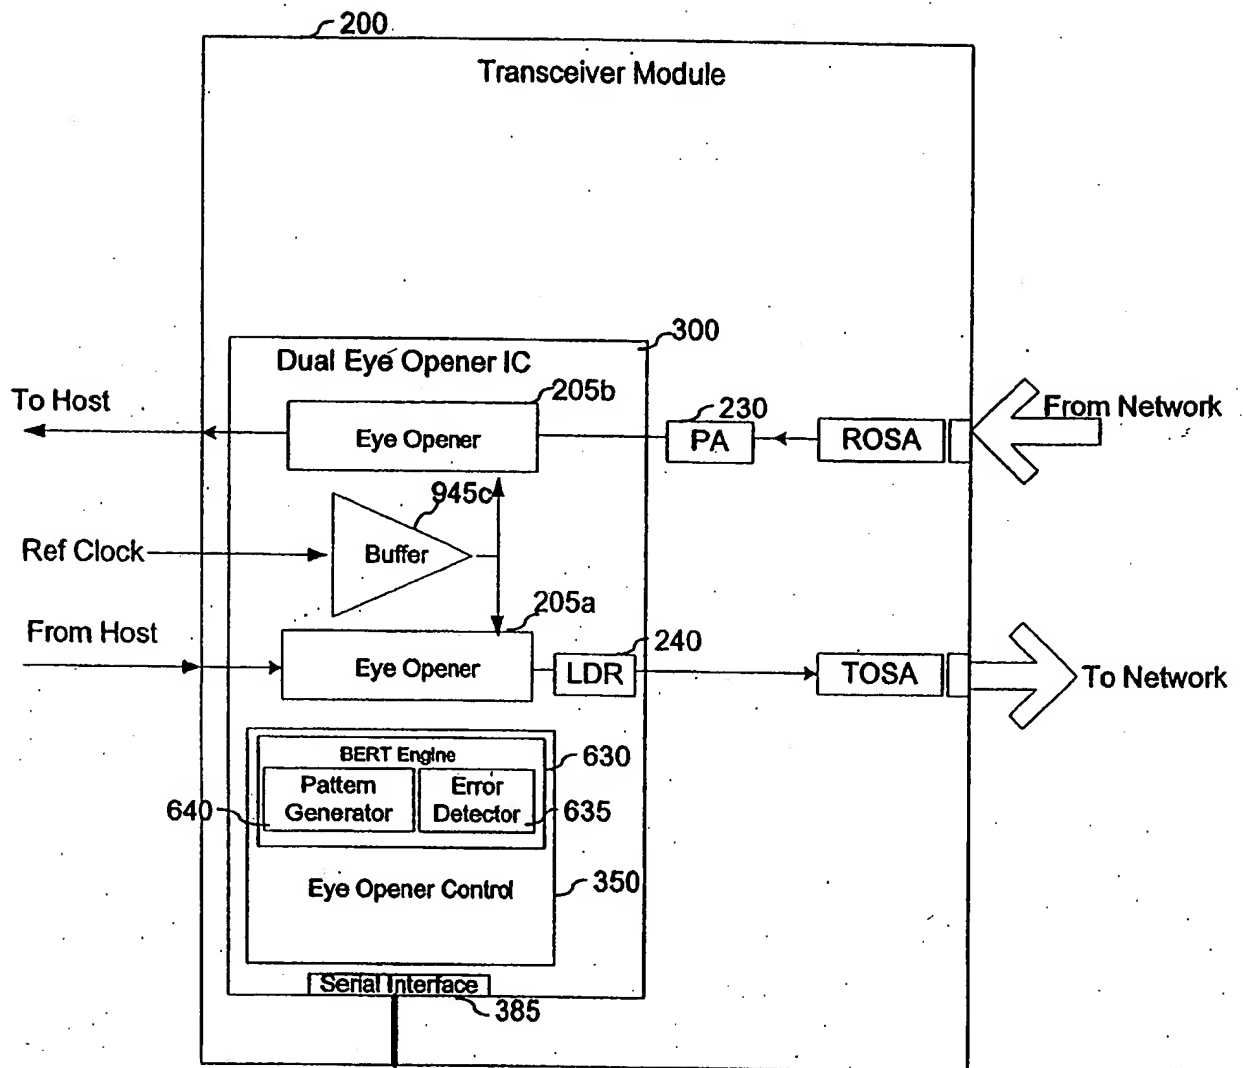 200
Transceiver Module
300
Dual Eye Opener IC
205b
To Host
Eye Opener
230
PA
ROSA
From Network
945c
Ref Clock
Buffer
205a
From Host
Eye Opener
240
LDR
TOSA
To Network
BERT Engine
630
Pattern
Generator
Error
Detector
640
635
Eye Opener Control
350
Serial Interface
385